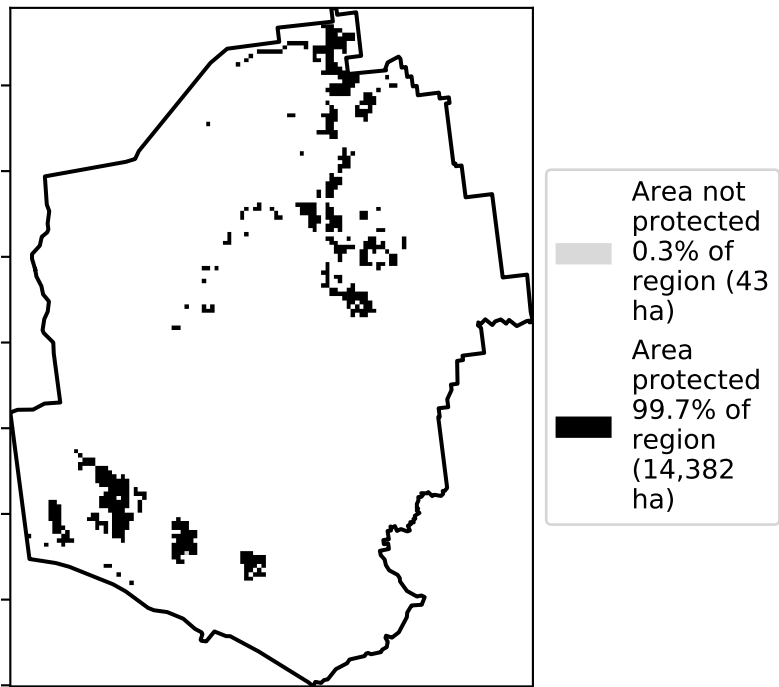 Area not
protected
0.3% of
region (43
ha)
Area
protected
99.7% of
region
(14,382
ha)